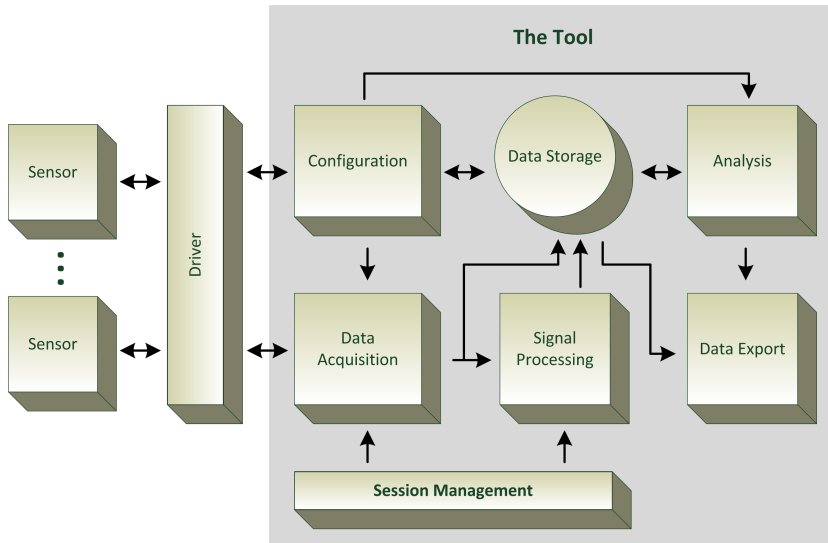 The Tool
Sensor
Configuration
Data Storage
Analysis
Driver
Sensor
Data
Acquisition
Signal
Processing
Data Export
Session Management